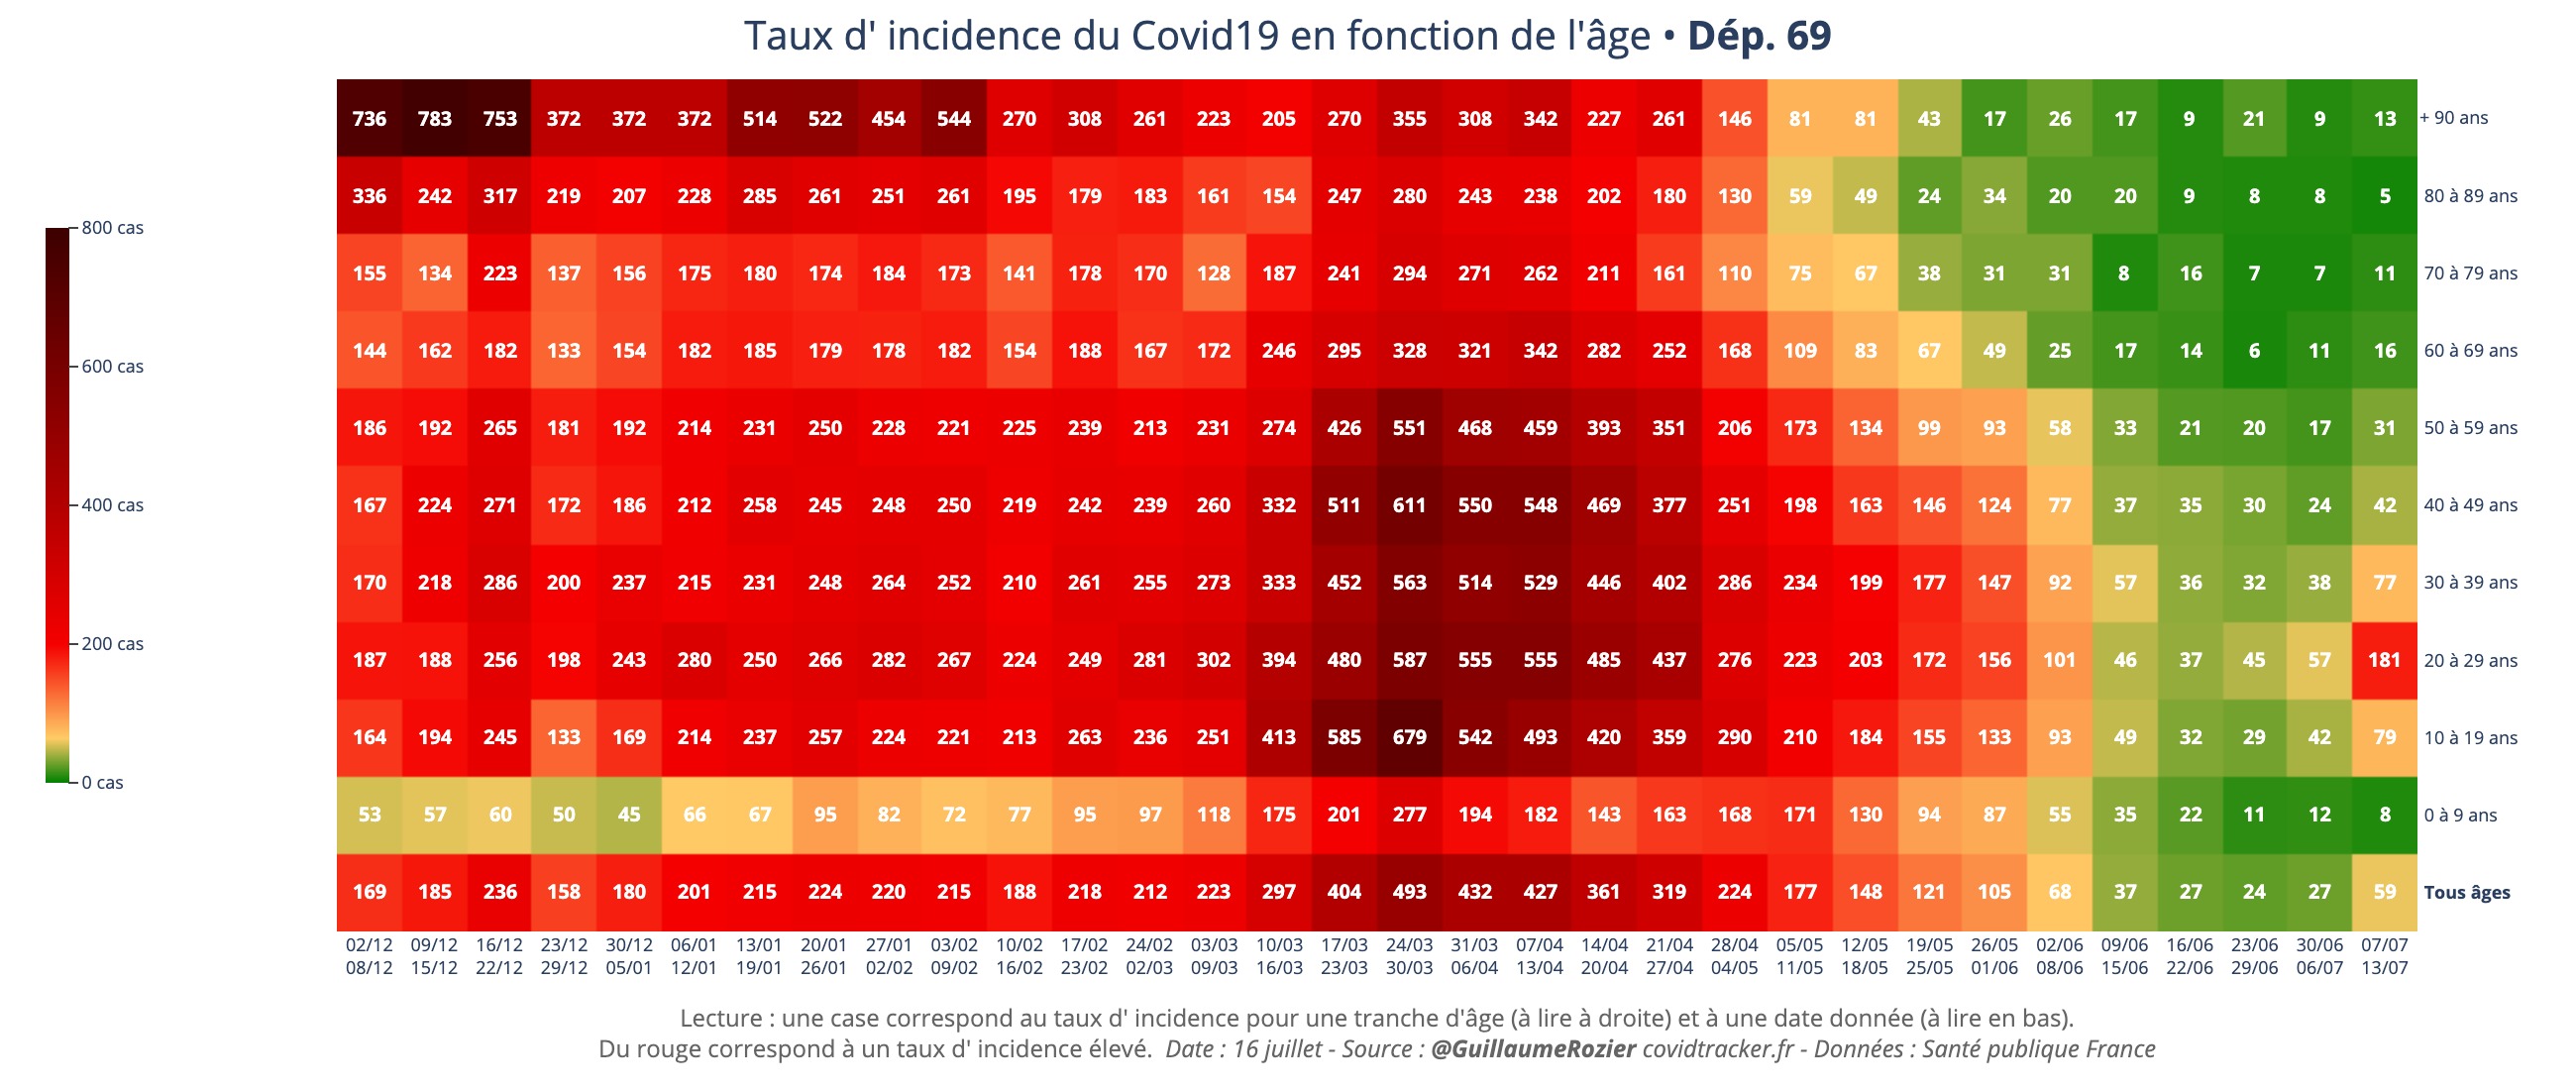 Taux d' incidence du Covid19 en fonction de l'âge • Dép. 69
800 cas
600 cas
400 cas
200 cas
0 cas
736 783 753 372 372 372 514 522 454 544 270 308 261 223 205 270 355 308 342 227 261 146 81 81 43 17 26 17 9 21 9 13 + 90 ans
336 242 317 219 207 228 285 261 251 261 195 179 183 161 154 247 280 243 238 202 180 130 59 49 24 34 20 20 9 8 8 5 80 à 89 ans
155 134 223 137 156 175 180 174 184 173 141 178 170 128 187 241 294 271 262 211 161 110 75 67 38 31 31 8 16 7 7 11 70 à 79 ans
144 162 182 133 154 182 185 179 178 182 154 188 167 172 246 295 328 321 342 282 252 168 109 83 67 49 25 17 14 6 11 16 60 à 69 ans
186 192 265 181 192 214 231 250 228 221 225 239 213 231 274 426 551 468 459 393 351 206 173 134 99 93 58 33 21 20 17 31 50 à 59 ans
167 224 271 172 186 212 258 245 248 250 219 242 239 260 332 511 611 550 548 469 377 251 198 163 146 124 77 37 35 30 24 42 40 à 49 ans
170 218 286 200 237 215 231 248 264 252 210 261 255 273 333 452 563 514 529 446 402 286 234 199 177 147 92 57 36 32 38 77 30 à 39 ans
187 188 256 198 243 280 250 266 282 267 224 249 281 302 394 480 587 555 555 485 437 276 223 203 172 156 101 46 37 45 57 181 20 à 29 ans
164 194 245 133 169 214 237 257 224 221 213 263 236 251 413 585 679 542 493 420 359 290 210 184 155 133 93 49 32 29 42 79 10 à 19 ans
53 57 60 50 45 66 67 95 82 72 77 95 97 118 175 201 277 194 182 143 163 168 171 130 94 87 55 35 22 11 12 8 0 à 9 ans
169 185 236 158 180 201 215 224 220 215 188 218 212 223 297 404 493 432 427 361 319 224 177 148 121 105 68 37 27 24 27 59 Tous âges
02/12 09/12 16/12 23/12 30/12 06/01 13/01 20/01 27/01 03/02 10/02 17/02 24/02 03/03 10/03 17/03 24/03 31/03 07/04 14/04 21/04 28/04 05/05 12/05 19/05 26/05 02/06 09/06 16/06 23/06 30/06 07/07
08/12 15/12 22/12 29/12 05/01 12/01 19/01 26/01 02/02 09/02 16/02 23/02 02/03 09/03 16/03 23/03 30/03 06/04 13/04 20/04 27/04 04/05 11/05 18/05 25/05 01/06 08/06 15/06 22/06 29/06 06/07 13/07
Lecture : une case correspond au taux d' incidence pour une tranche d'âge (à lire à droite) et à une date donnée (à lire en bas).
Du rouge correspond à un taux d' incidence élevé. Date : 16 juillet - Source : @GuillaumeRozier covidtracker.fr - Données : Santé publique France